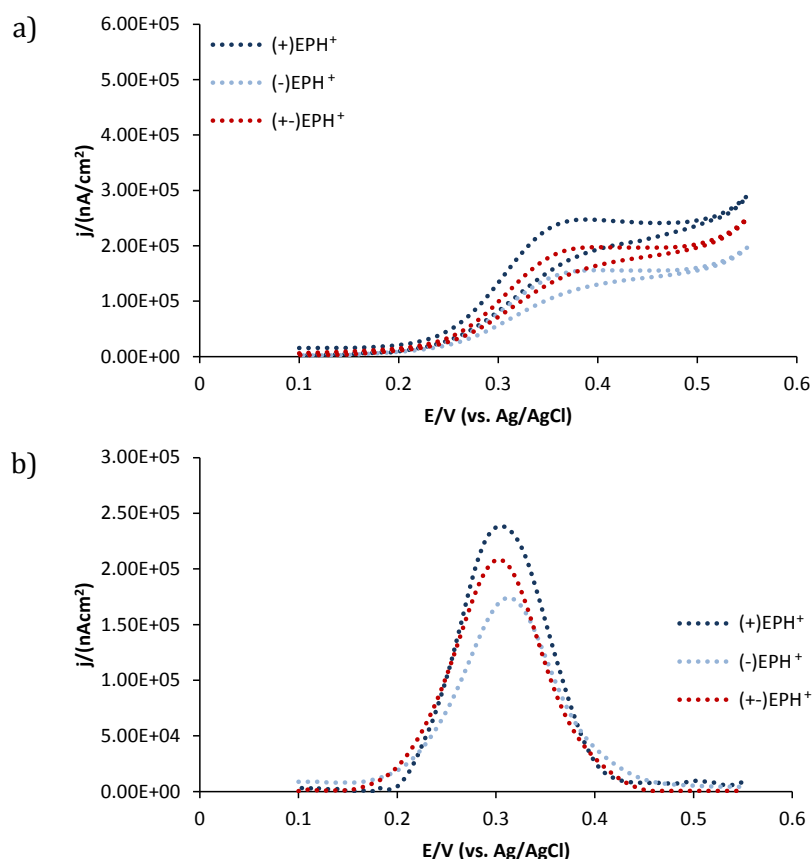 a)
6.00E+05
5.00E+05
4.00E+05
3.00E+05
2.00E+05
1.00E+05
0.00E+00
j/(nA/cm²)
(+)EPH⁺
(-)EPH⁺
(+-)EPH⁺
0 0.1 0.2 0.3 0.4 0.5 0.6
E/V (vs. Ag/AgCl)
b)
3.00E+05
2.50E+05
2.00E+05
1.50E+05
1.00E+05
5.00E+04
0.00E+00
j/(nAcm²)
(+)EPH⁺
(-)EPH⁺
(+-)EPH⁺
0 0.1 0.2 0.3 0.4 0.5 0.6
E/V (vs. Ag/AgCl)